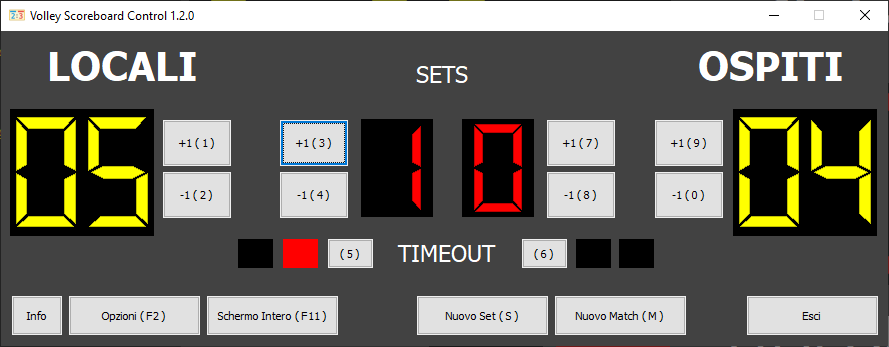 Volley Scoreboard Control 1.2.0
LOCALI SETS OSPITI
05 +1 ( 1 ) +1 ( 3 ) 1 0 +1 ( 7 ) +1 ( 9 ) 04
-1 ( 2 ) -1 ( 4 ) -1 ( 8 ) -1 ( 0 )
( 5 ) TIMEOUT ( 6 )
Info Opzioni ( F2 ) Schermo Intero ( F11 ) Nuovo Set ( S ) Nuovo Match ( M ) Esci